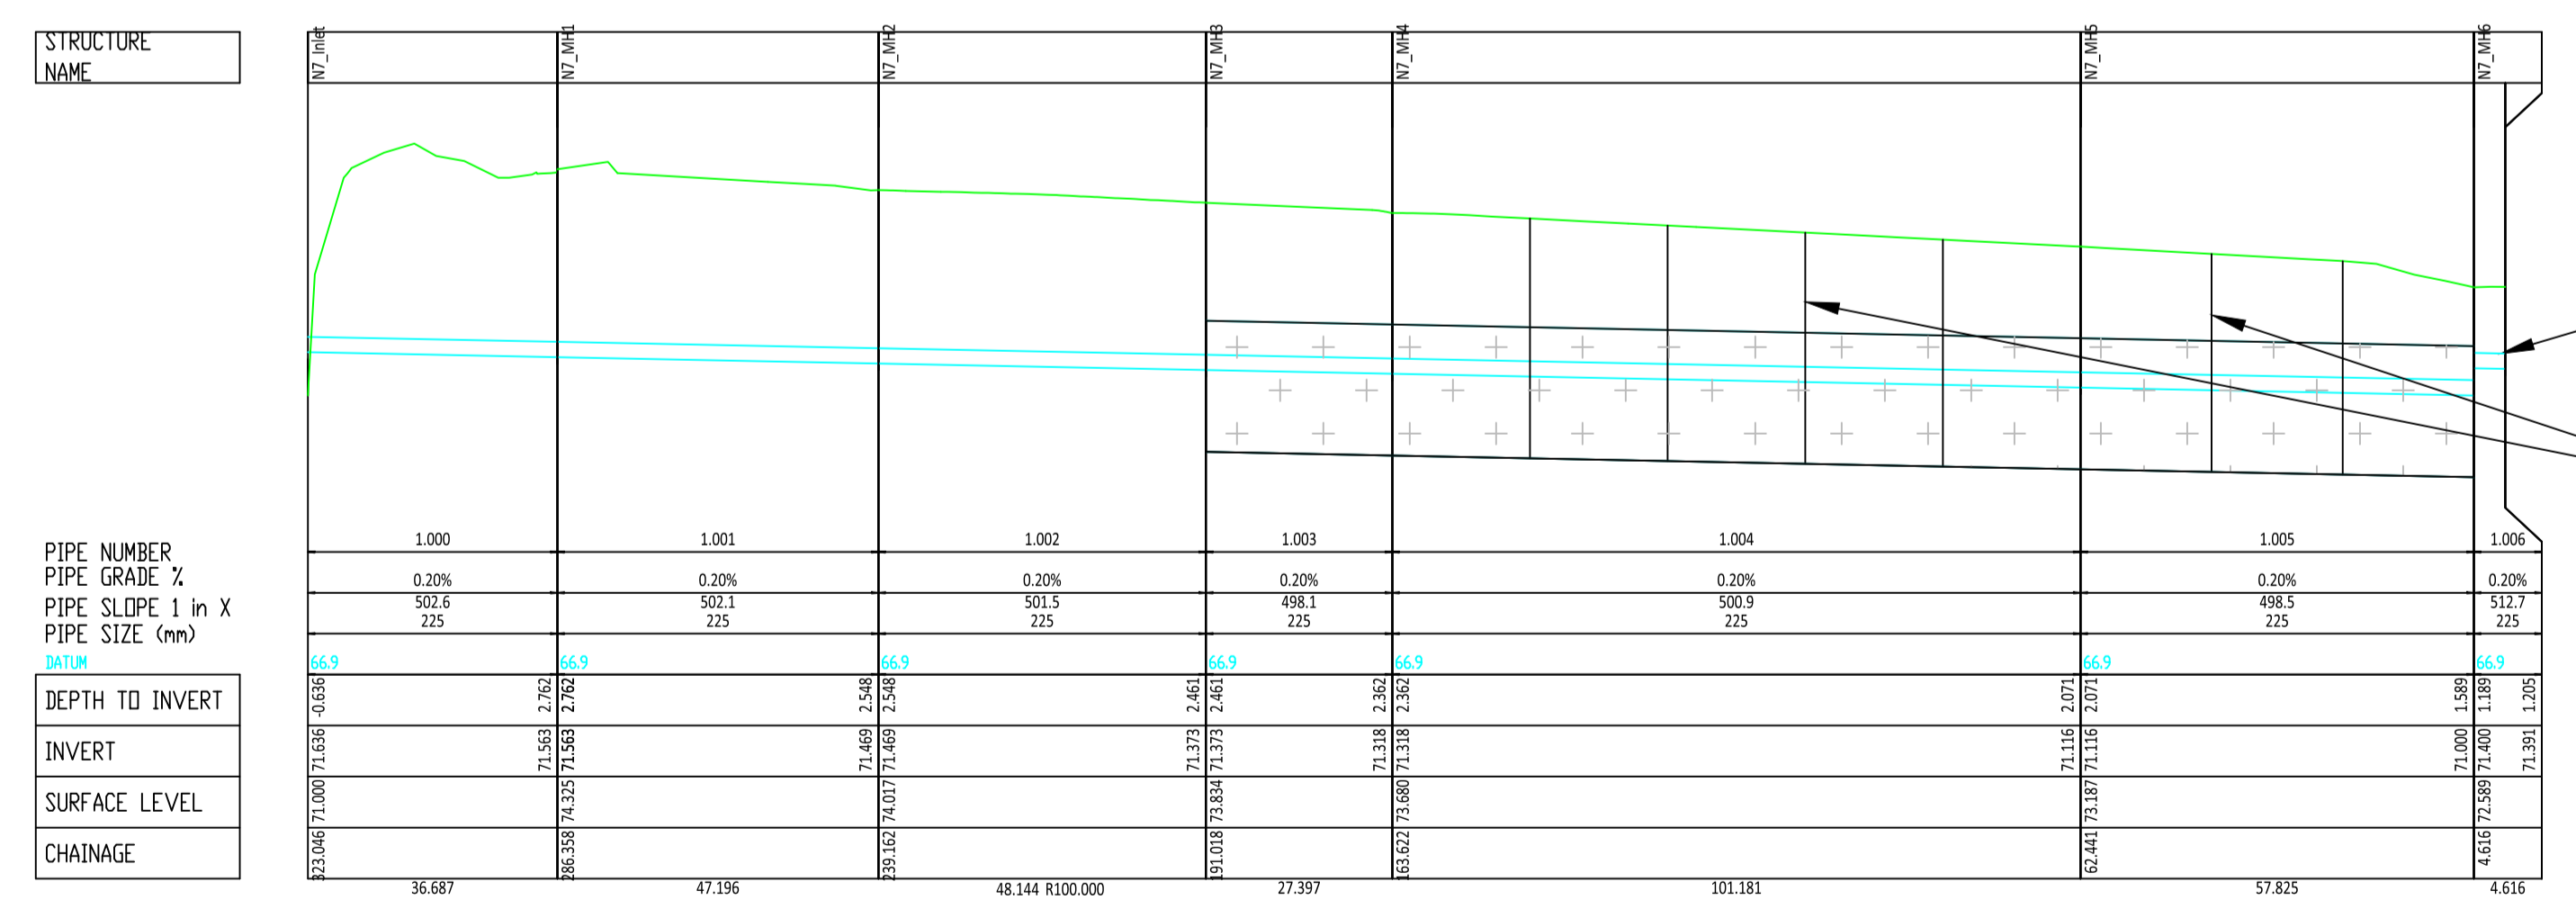 STRUCTURE
NAME
N7_Inlet
N7_MH1
N7_MH2
N7_MH3
N7_MH4
N7_MH5
N7_MH6
PIPE NUMBER
1.000 1.001 1.002 1.003 1.004 1.005 1.006
PIPE GRADE %
0.20% 0.20% 0.20% 0.20% 0.20% 0.20% 0.20%
PIPE SLOPE 1 in X
502.6 502.1 501.5 498.1 500.9 498.5 512.7
PIPE SIZE (mm)
225 225 225 225 225 225 225
DATUM
66.9 66.9 66.9 66.9 66.9 66.9 66.9
DEPTH TO INVERT
-0.636 2.762 2.762 2.548 2.548 2.461 2.461 2.362 2.362 2.071 2.071 1.589 1.189 1.205
INVERT
71.636 71.563 71.563 71.469 71.469 71.373 71.373 71.318 71.318 71.116 71.116 71.000 71.400 71.391
SURFACE LEVEL
71.000 74.325 74.017 73.834 73.680 73.187 72.589
CHAINAGE
323.046 286.358 239.162 191.018 163.622 62.441 4.616
36.687 47.196 48.144 R100.000 27.397 101.181 57.825 4.616